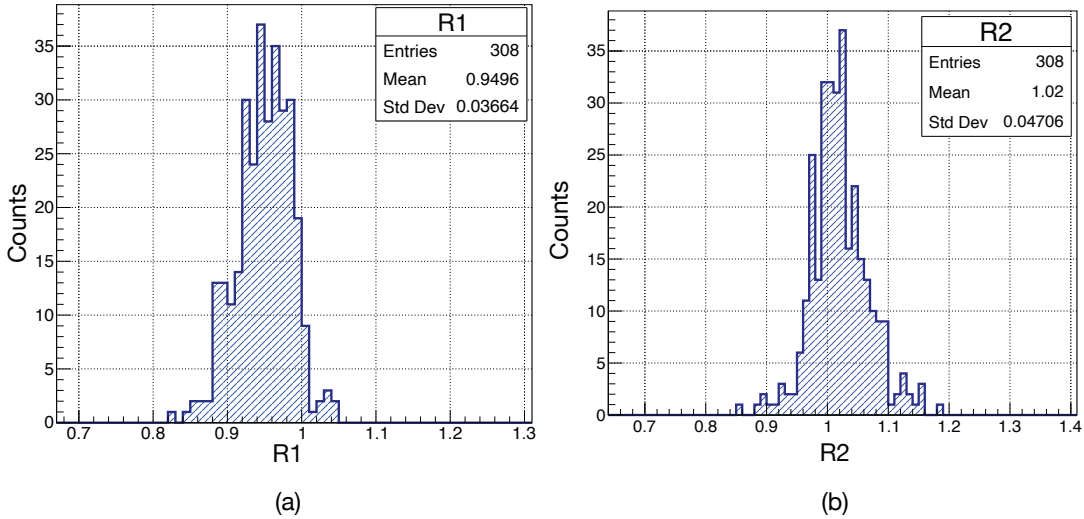 R1
Entries 308
Mean 0.9496
Std Dev 0.03664
Counts
35
30
25
20
15
10
5
0
0.7 0.8 0.9 1 1.1 1.2 1.3
R1
(a)
R2
Entries 308
Mean 1.02
Std Dev 0.04706
Counts
35
30
25
20
15
10
5
0
0.7 0.8 0.9 1 1.1 1.2 1.3 1.4
R2
(b)